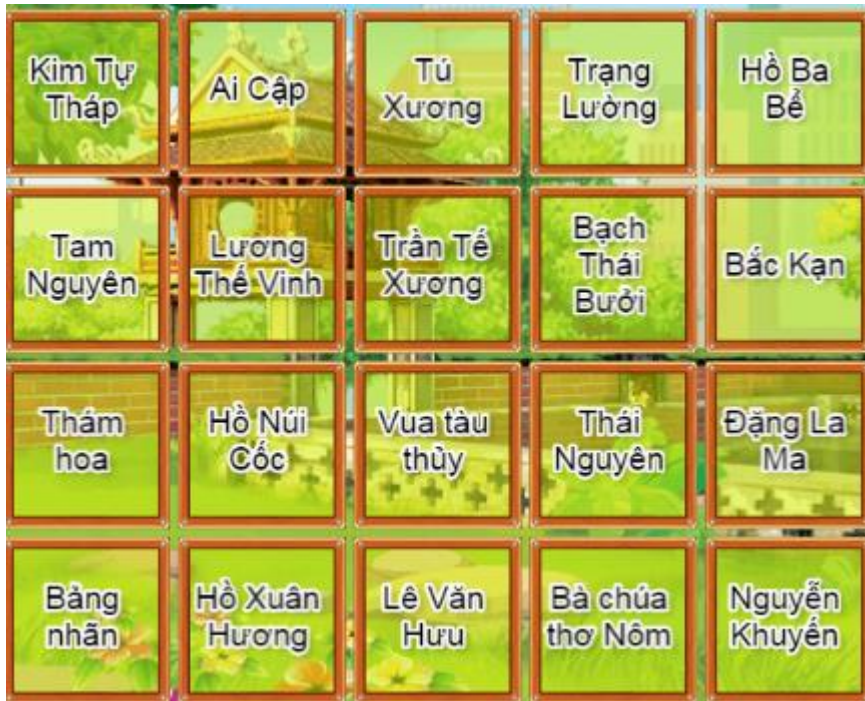 Kim Tự
Tháp
Ai Cập
Tú
Xương
Trạng
Lường
Hồ Ba
Bể
Tam
Nguyên
Lương
Thế Vinh
Trần Tế
Xương
Bạch
Thái
Bưởi
Bắc Kạn
Thám
hoa
Hồ Núi
Cốc
Vua tàu
thủy
Thái
Nguyên
Đặng La
Ma
Bảng
nhãn
Hồ Xuân
Hương
Lê Văn
Hưu
Bà chúa
thơ Nôm
Nguyễn
Khuyến